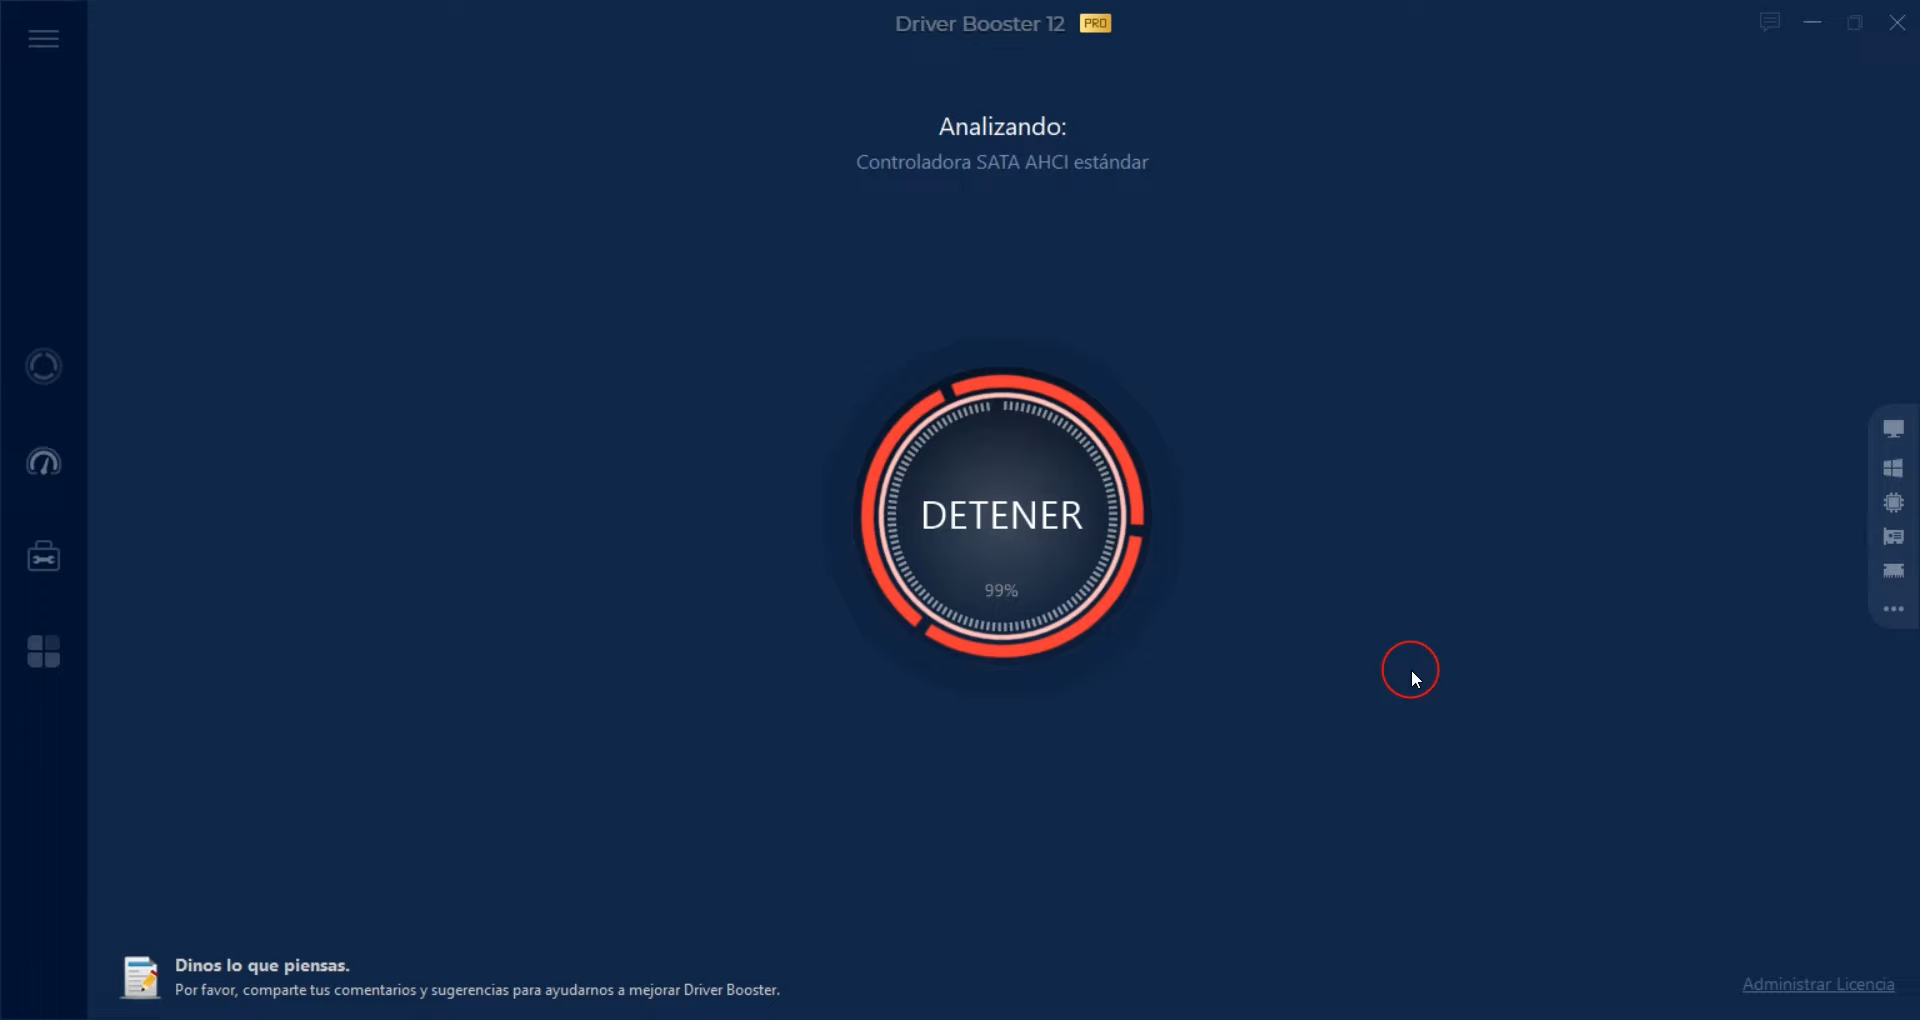 Driver Booster 12 PRO
Analizando:
Controladora SATA AHCI estándar
DETENER
99%
Dinos lo que piensas.
Por favor, comparte tus comentarios y sugerencias para ayudarnos a mejorar Driver Booster.
Administrar Licencia